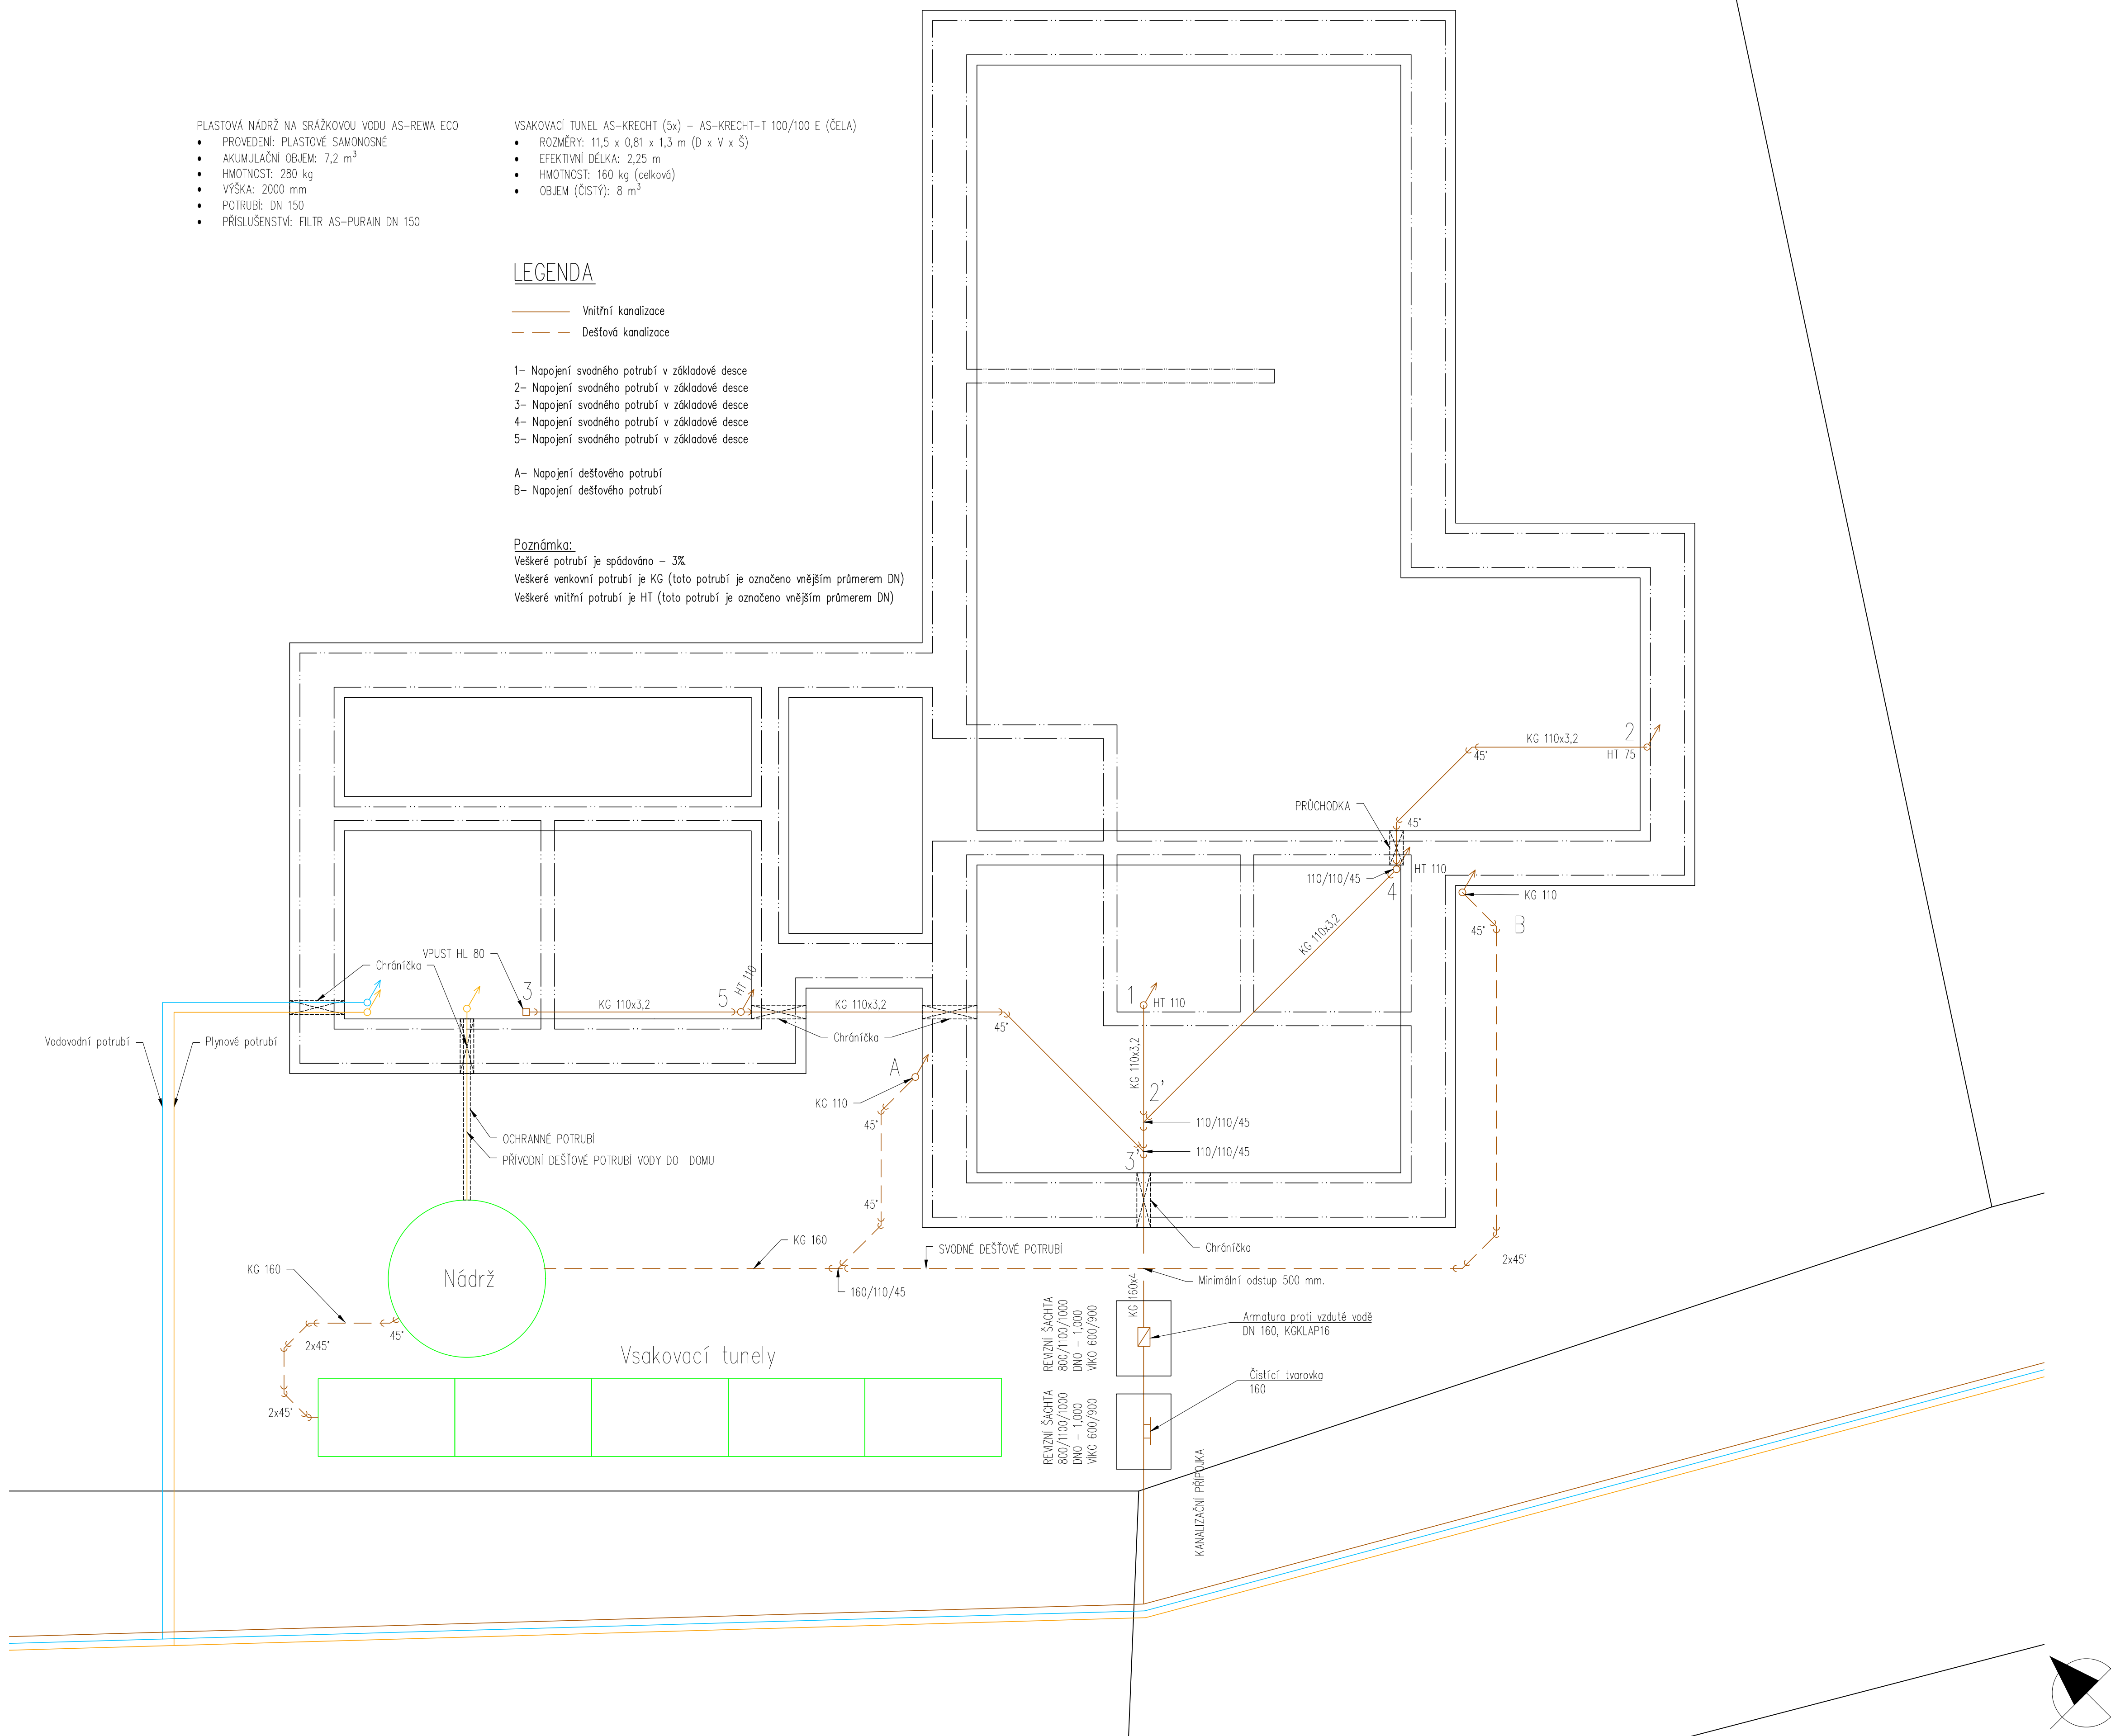 PLASTOVÁ NÁDRŽ NA SRÁŽKOVOU VODU AS-REWA ECO
• PROVEDENÍ: PLASTOVÉ SAMONOSNÉ
• AKUMULAČNÍ OBJEM: 7,2 m³
• HMOTNOST: 280 kg
• VÝŠKA: 2000 mm
• POTRUBÍ: DN 150
• PŘÍSLUŠENSTVÍ: FILTR AS-PURAIN DN 150
VSAKOVACÍ TUNEL AS-KRECHT (5x) + AS-KRECHT-T 100/100 E (ČELA)
• ROZMĚRY: 11,5 x 0,81 x 1,3 m (D x V x Š)
• EFEKTIVNÍ DÉLKA: 2,25 m
• HMOTNOST: 160 kg (celková)
• OBJEM (ČISTÝ): 8 m³
LEGENDA
Vnitřní kanalizace
Dešťová kanalizace
1- Napojení svodného potrubí v základové desce
2- Napojení svodného potrubí v základové desce
3- Napojení svodného potrubí v základové desce
4- Napojení svodného potrubí v základové desce
5- Napojení svodného potrubí v základové desce
A- Napojení dešťového potrubí
B- Napojení dešťového potrubí
Poznámka:
Veškeré potrubí je spádováno - 3%.
Veškeré venkovní potrubí je KG (toto potrubí je označeno vnějším průmerem DN)
Veškeré vnitřní potrubí je HT (toto potrubí je označeno vnějším průmerem DN)
2
KG 110x3,2
HT 75
45°
PRŮCHODKA
45°
110/110/45
HT 110
4
KG 110
B
45°
KG 110x3,2
VPUST HL 80
Chráníčka
3
KG 110x3,2
5
HT 110
KG 110x3,2
Chráníčka
45°
1
HT 110
KG 110x3,2
2'
110/110/45
3'
110/110/45
Vodovodní potrubí
Plynové potrubí
A
KG 110
45°
45°
OCHRANNÉ POTRUBÍ
PŘÍVODNÍ DEŠŤOVÉ POTRUBÍ VODY DO DOMU
Chráníčka
KG 160
SVODNÉ DEŠŤOVÉ POTRUBÍ
2x45°
160/110/45
Minimální odstup 500 mm.
KG 160x4
Nádrž
KG 160
45°
2x45°
2x45°
Vsakovací tunely
REVIZNÍ ŠACHTA
800/1100/1000
DNO - 1,000
VÍKO 600/900
Armatura proti vzduté vodě
DN 160, KGKLAP16
REVIZNÍ ŠACHTA
800/1100/1000
DNO - 1,000
VÍKO 600/900
Čistící tvarovka
160
KANALIZAČNÍ PŘÍPOJKA